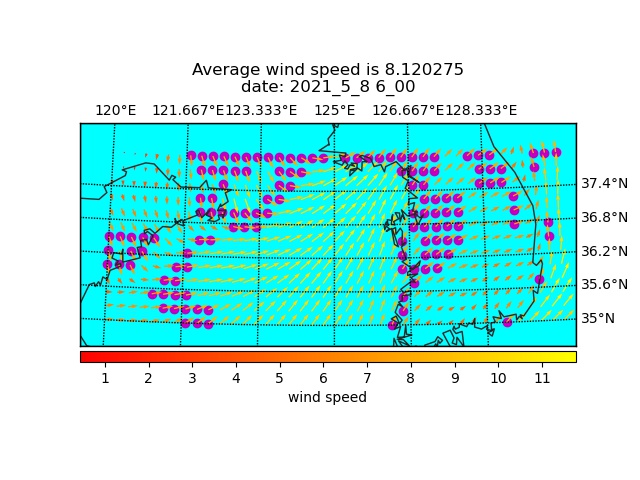 Average wind speed is 8.120275
date: 2021_5_8 6_00
120°E 121.667°E 123.333°E 125°E 126.667°E 128.333°E
37.4°N
36.8°N
36.2°N
35.6°N
35°N
1 2 3 4 5 6 7 8 9 10 11
wind speed